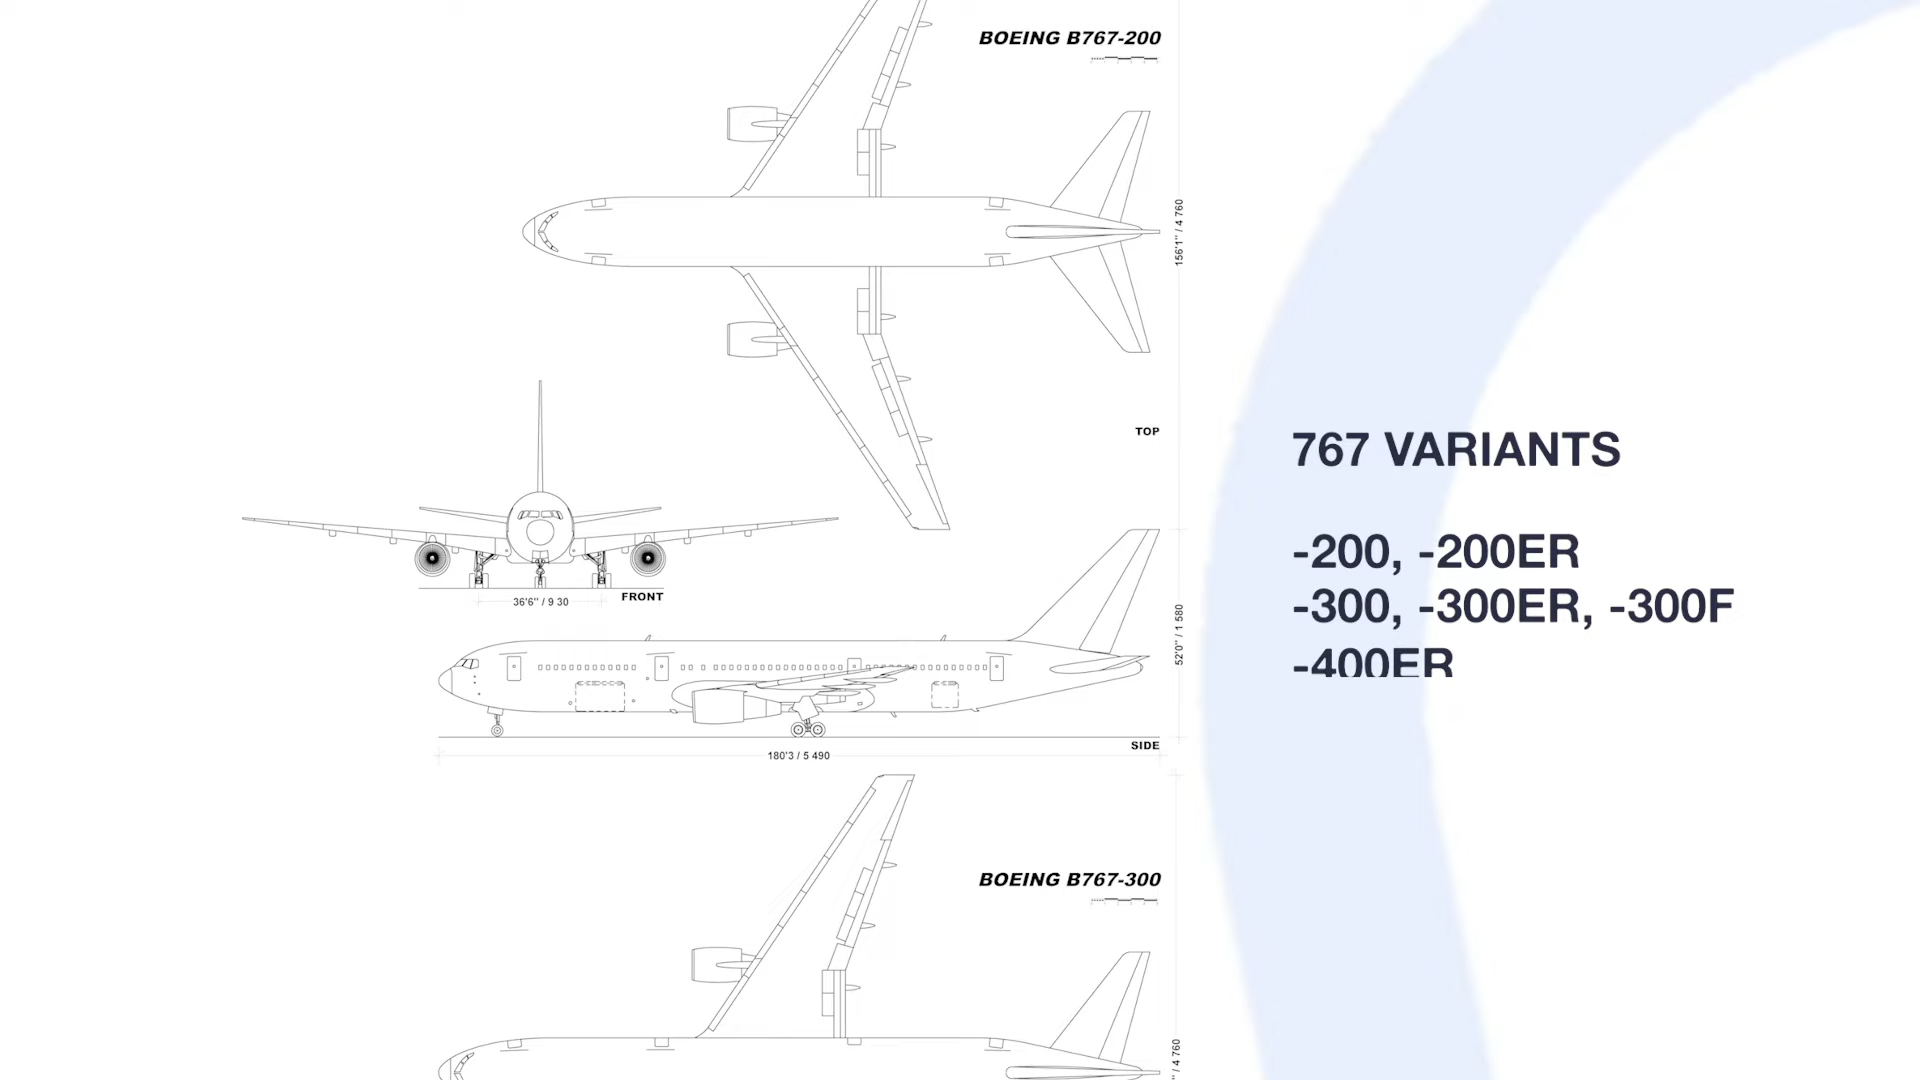 BOEING B767-200
156'1" / 4 760
TOP
36'6" / 9 30
FRONT
52'0" / 1 580
SIDE
180'3 / 5 490
BOEING B767-300
" / 4 760
767 VARIANTS
-200, -200ER
-300, -300ER, -300F
-400ER